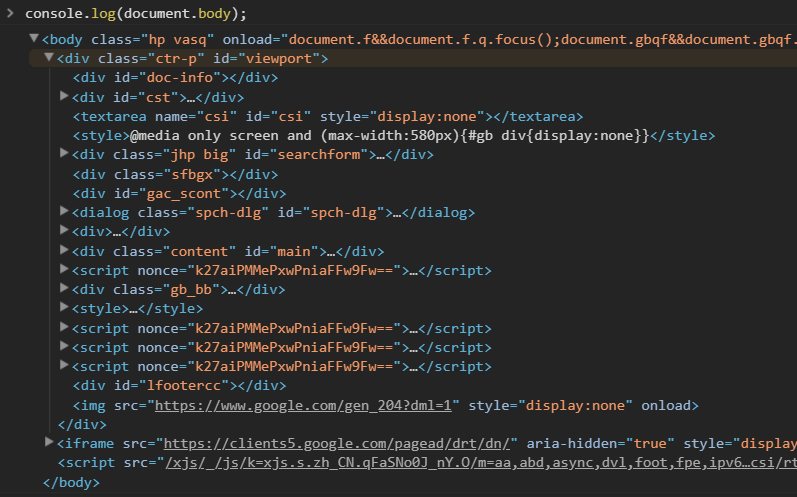 > console.log(document.body);
▼<body class="hp vasq" onload="document.f&&document.f.q.focus();document.gbqf&&document.gbqf.
▼<div class="ctr-p" id="viewport">
<div id="doc-info"></div>
▶<div id="cst">…</div>
<textarea name="csi" id="csi" style="display:none"></textarea>
<style>@media only screen and (max-width:580px){#gb div{display:none}}</style>
▶<div class="jhp big" id="searchform">…</div>
<div class="sfbgx"></div>
<div id="gac_scont"></div>
▶<dialog class="spch-dlg" id="spch-dlg">…</dialog>
▶<div>…</div>
▶<div class="content" id="main">…</div>
▶<script nonce="k27aiPMMePxwPniaFFw9Fw==">…</script>
▶<div class="gb_bb">…</div>
▶<style>…</style>
▶<script nonce="k27aiPMMePxwPniaFFw9Fw==">…</script>
▶<script nonce="k27aiPMMePxwPniaFFw9Fw==">…</script>
▶<script nonce="k27aiPMMePxwPniaFFw9Fw==">…</script>
<div id="lfootercc"></div>
<img src="https://www.google.com/gen_204?dml=1" style="display:none" onload>
</div>
▶<iframe src="https://clients5.google.com/pagead/drt/dn/" aria-hidden="true" style="display
<script src="/xjs/_/js/k=xjs.s.zh_CN.qFaSNo0J_nY.O/m=aa,abd,async,dvl,foot,fpe,ipv6…csi/rt
</body>